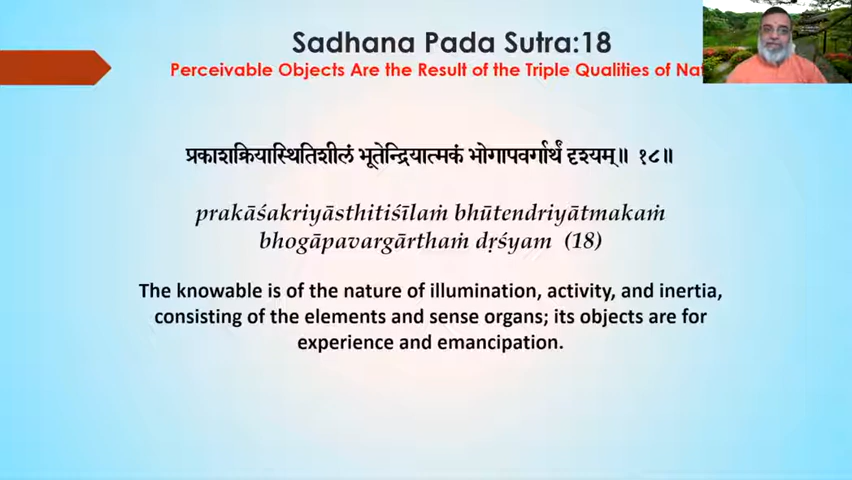 Sadhana Pada Sutra:18
Perceivable Objects Are the Result of the Triple Qualities of
प्रकाशक्रियास्थितिशीलं भूतेन्द्रियात्मकं भोगापवर्गार्थं दृश्यम्॥ १८॥
prakāśakriyāsthitiśīlaṁ bhūtendriyātmakaṁ
bhogāpavargārthaṁ dṛśyam (18)
The knowable is of the nature of illumination, activity, and inertia,
consisting of the elements and sense organs; its objects are for
experience and emancipation.